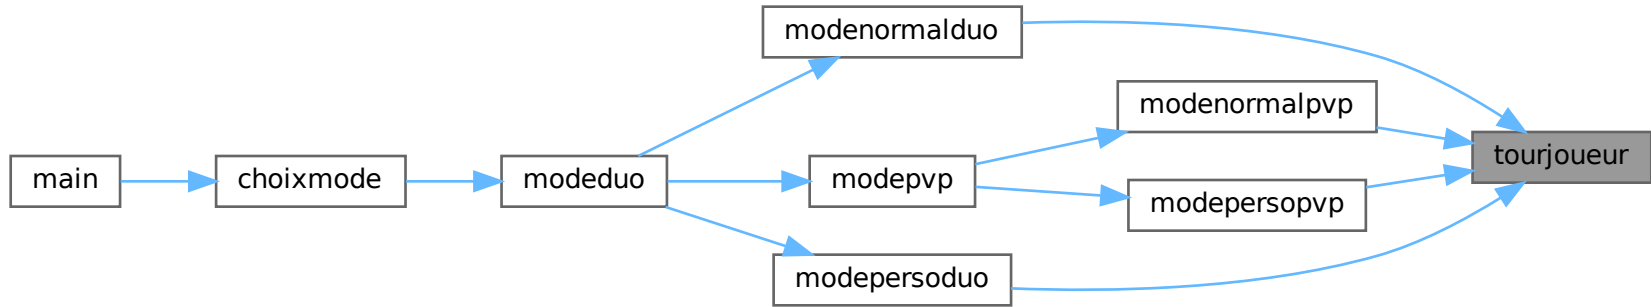 modenormalduo
modenormalpvp
tourjoueur
main
choixmode
modeduo
modepvp
modepersopvp
modepersoduo